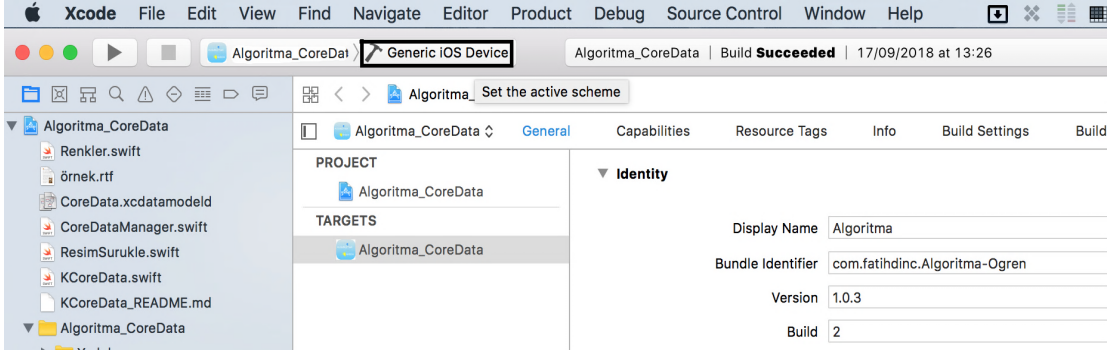 Xcode File Edit View Find Navigate Editor Product Debug Source Control Window Help
Algoritma_CoreDat Generic iOS Device Algoritma_CoreData | Build Succeeded | 17/09/2018 at 13:26
Algoritma_ Set the active scheme
Algoritma_CoreData
Algoritma_CoreData General Capabilities Resource Tags Info Build Settings Build
Renkler.swift
örnek.rtf
CoreData.xcdatamodeld
CoreDataManager.swift
ResimSurukle.swift
KCoreData.swift
KCoreData_README.md
Algoritma_CoreData
PROJECT
Algoritma_CoreData
TARGETS
Algoritma_CoreData
Identity
Display Name Algoritma
Bundle Identifier com.fatihdinc.Algoritma-Ogren
Version 1.0.3
Build 2